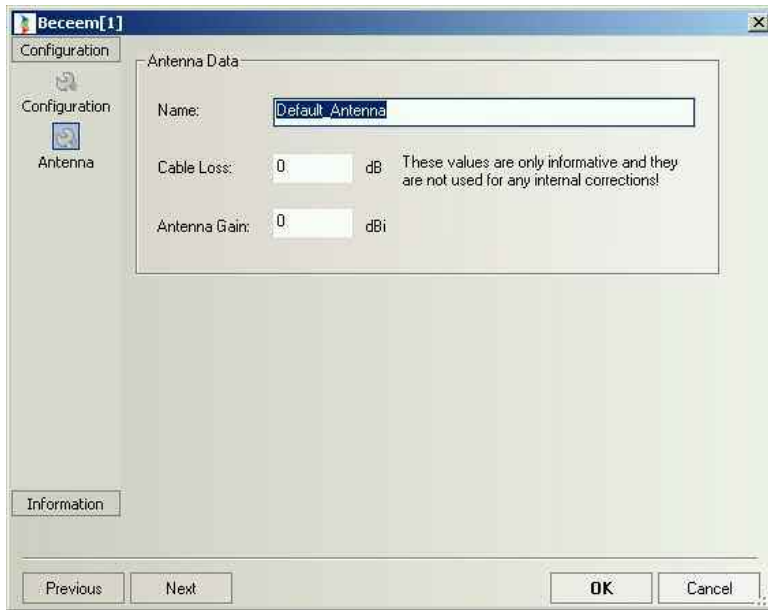 Beceem[1]
Configuration
Configuration
Antenna
Information
Antenna Data
Name: Default_Antenna
Cable Loss: 0 dB
These values are only informative and they
are not used for any internal corrections!
Antenna Gain: 0 dBi
Previous Next OK Cancel